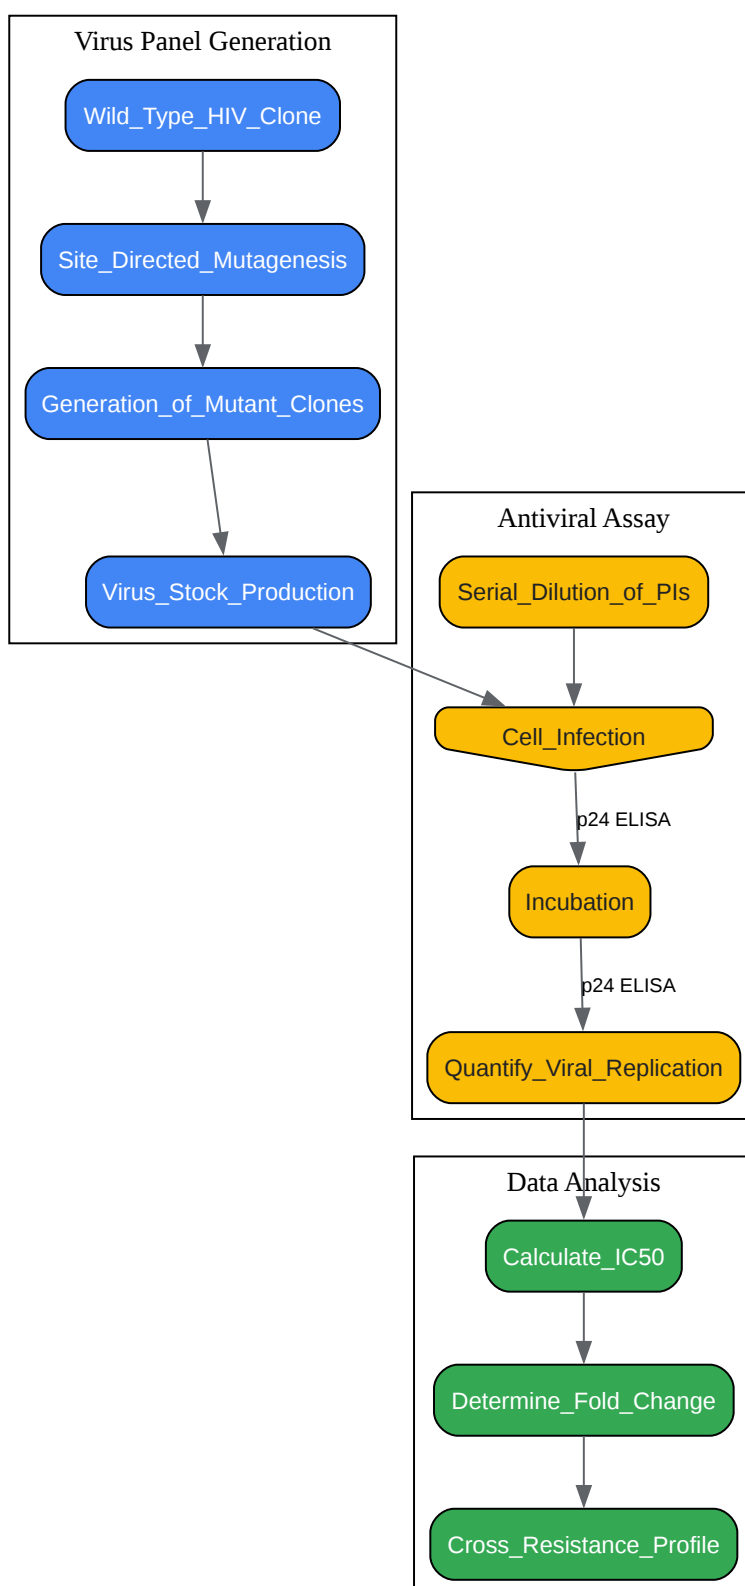 Virus Panel Generation
Wild_Type_HIV_Clone
Site_Directed_Mutagenesis
Generation_of_Mutant_Clones
Virus_Stock_Production
Antiviral Assay
Serial_Dilution_of_PIs
Cell_Infection
p24 ELISA
Incubation
p24 ELISA
Quantify_Viral_Replication
Data Analysis
Calculate_IC50
Determine_Fold_Change
Cross_Resistance_Profile